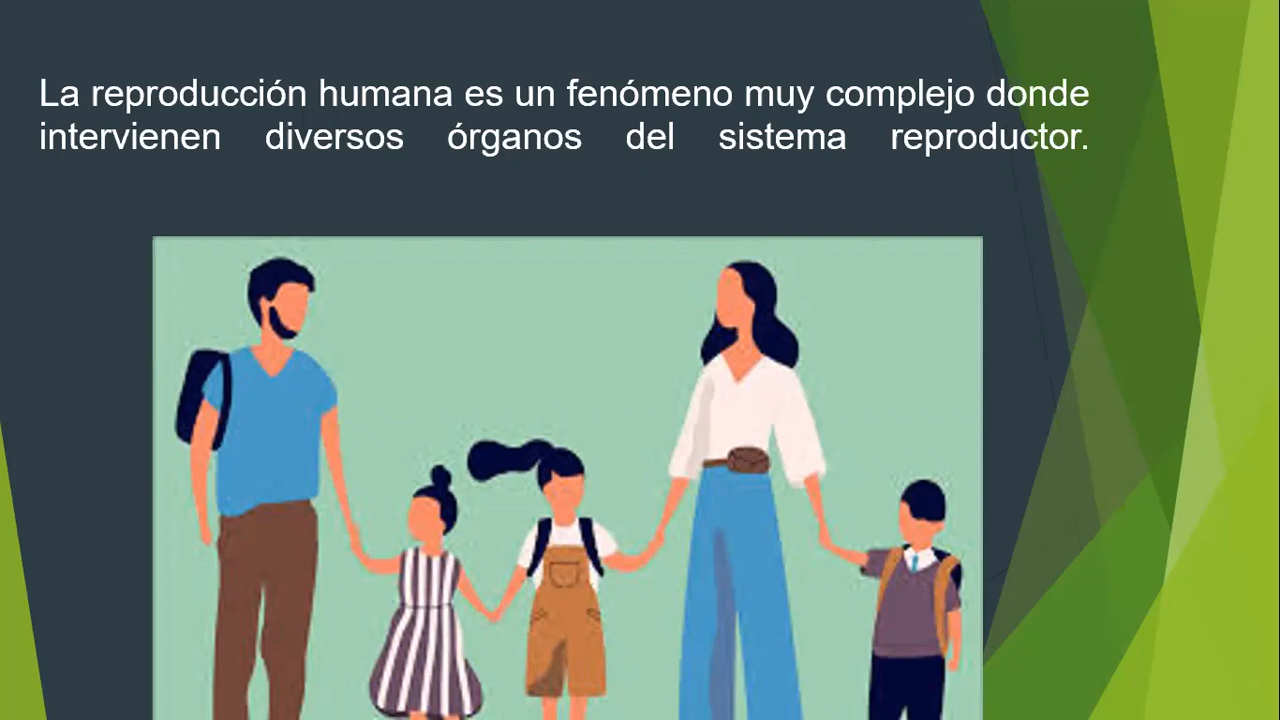 La reproducción humana es un fenómeno muy complejo donde
intervienen diversos órganos del sistema reproductor.